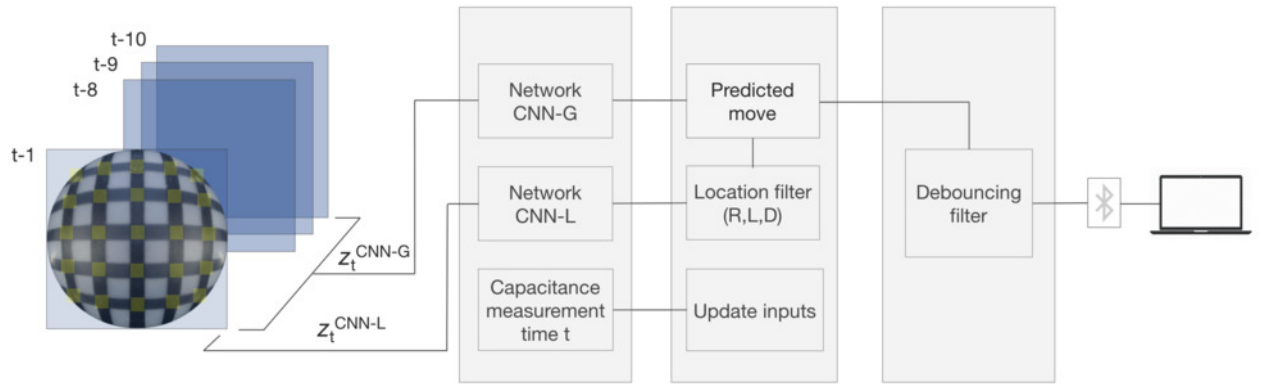 t-10
t-9
t-8
t-1
z_t^CNN-G
z_t^CNN-L
Network
CNN-G
Network
CNN-L
Capacitance
measurement
time t
Predicted
move
Location filter
(R,L,D)
Update inputs
Debouncing
filter